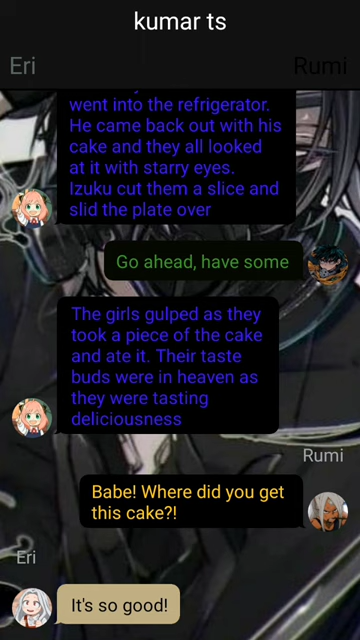 kumar ts
Eri
Rumi
went into the refrigerator.
He came back out with his
cake and they all looked
at it with starry eyes.
Izuku cut them a slice and
slid the plate over
Go ahead, have some
The girls gulped as they
took a piece of the cake
and ate it. Their taste
buds were in heaven as
they were tasting
deliciousness
Rumi
Babe! Where did you get
this cake?!
Eri
It's so good!